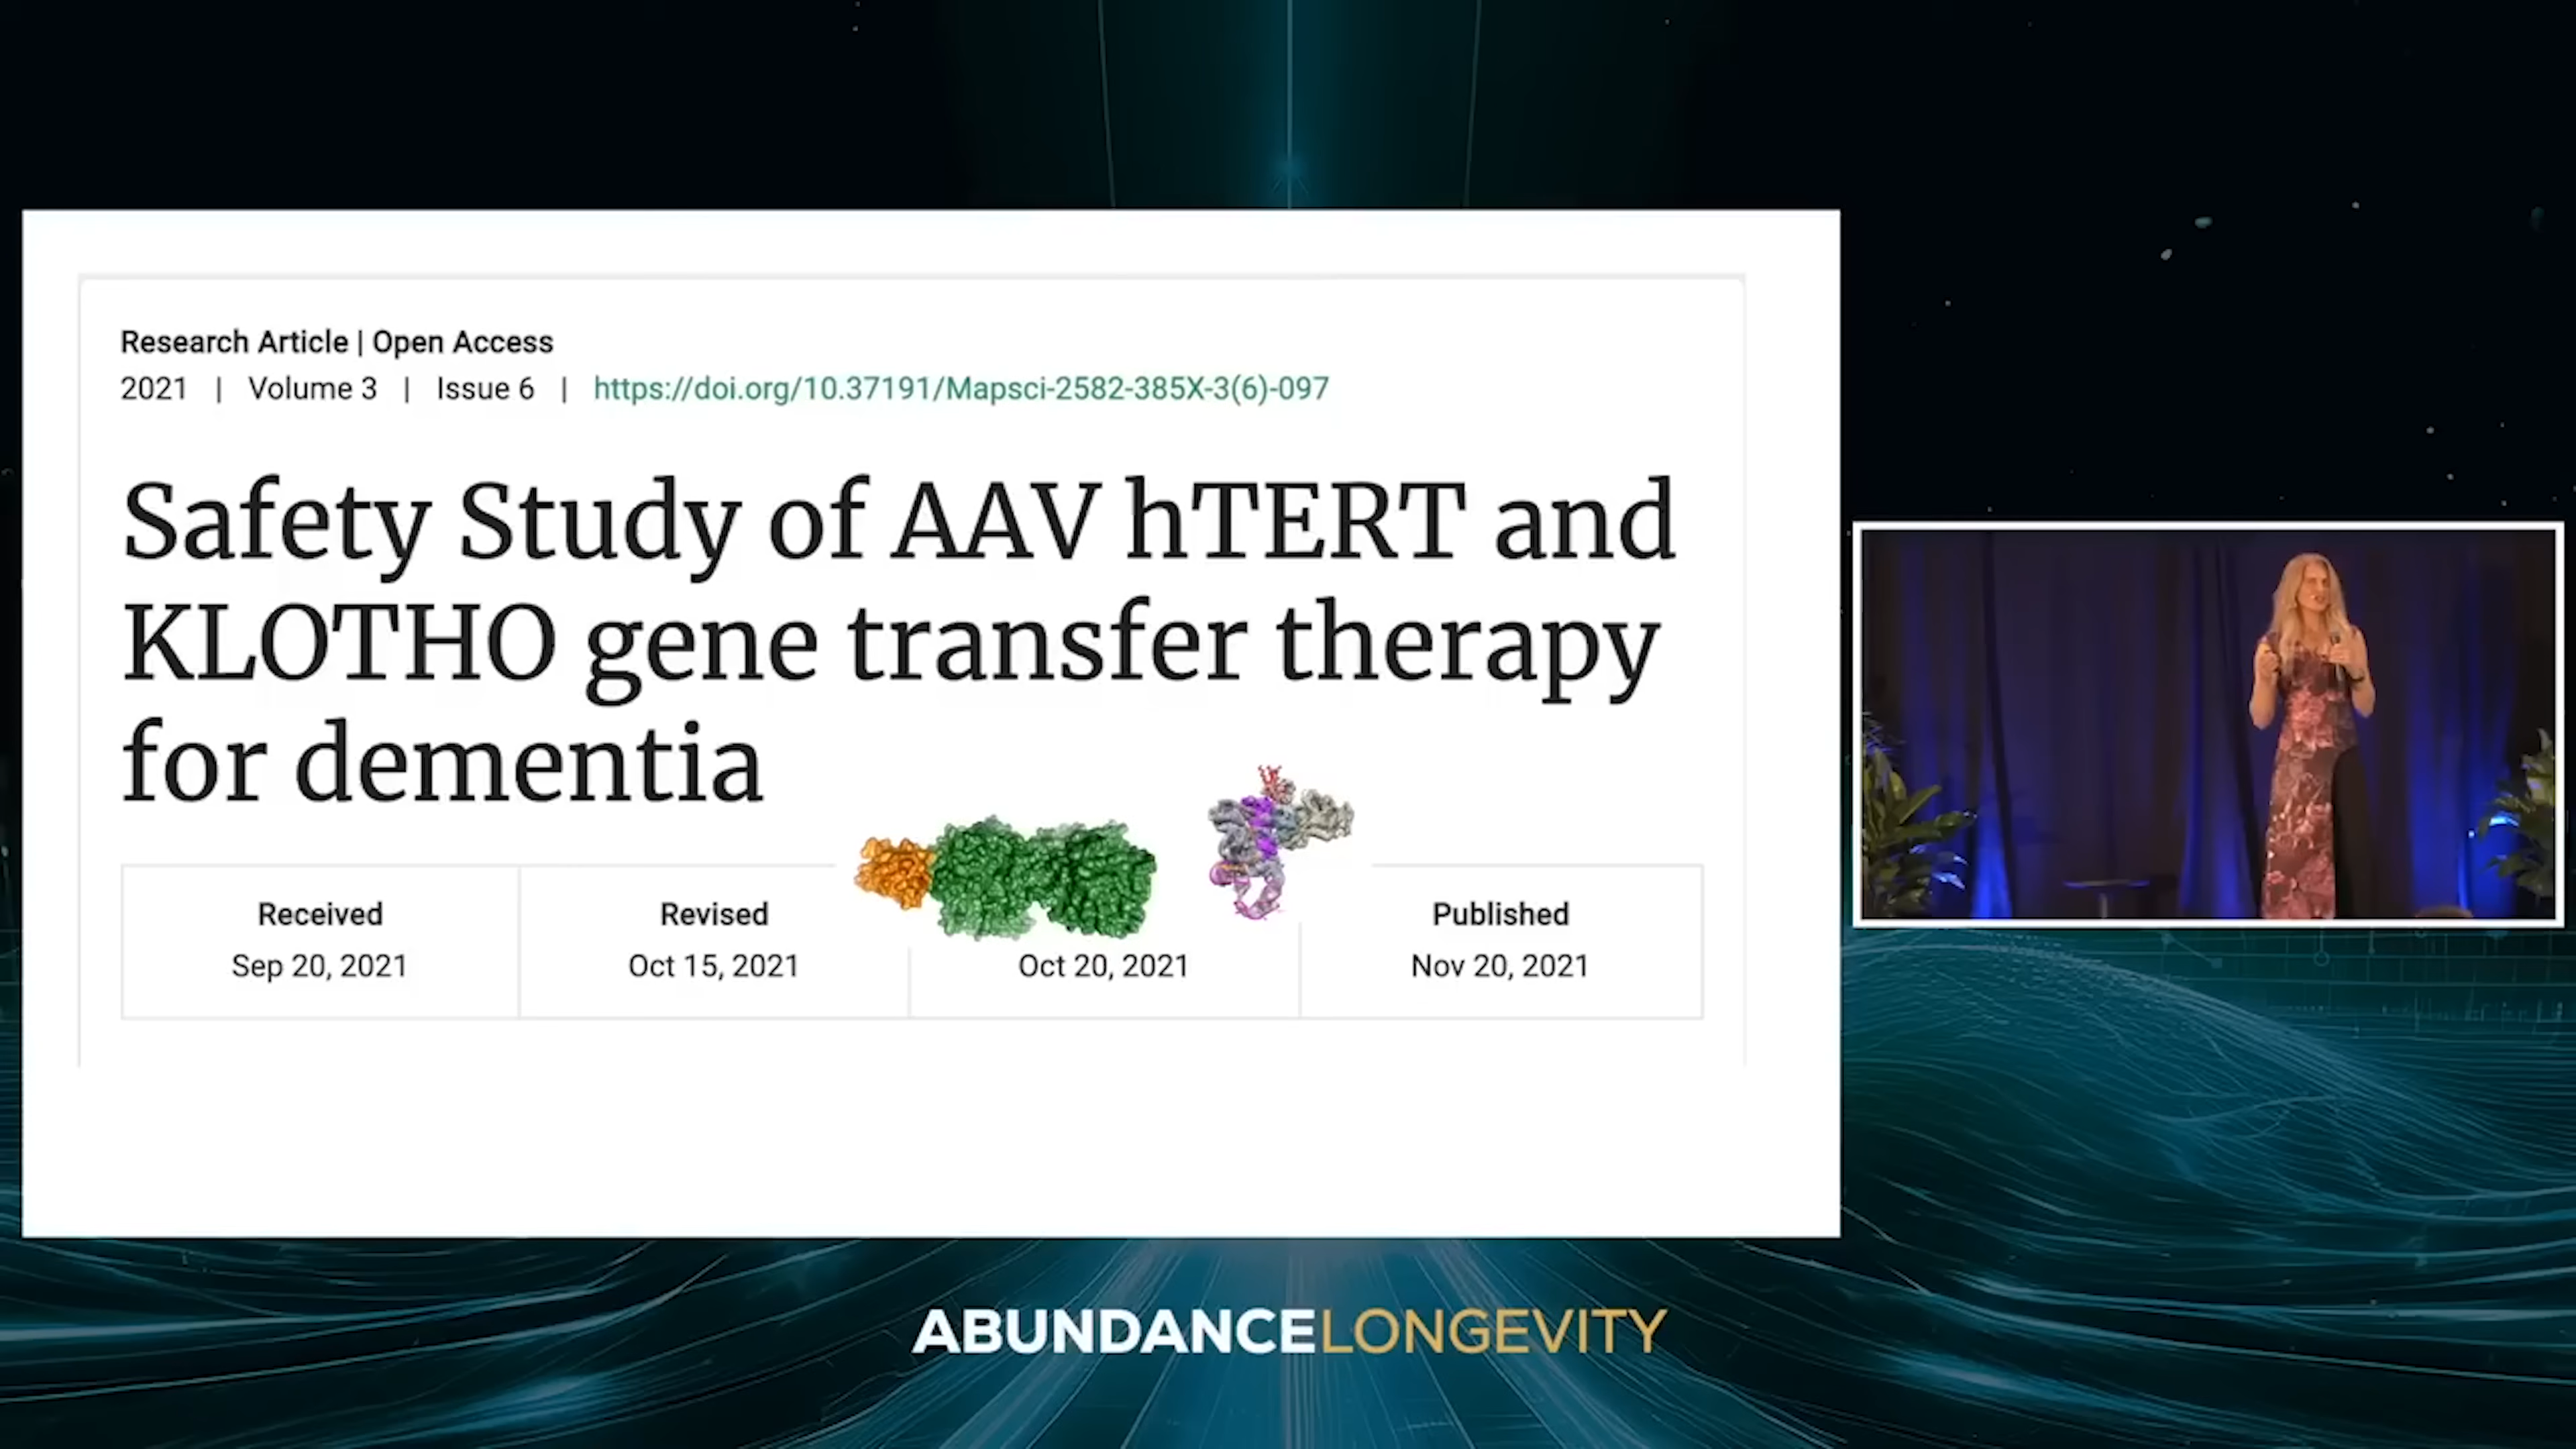 Research Article | Open Access
2021 | Volume 3 | Issue 6 | https://doi.org/10.37191/Mapsci-2582-385X-3(6)-097
Safety Study of AAV hTERT and
KLOTHO gene transfer therapy
for dementia
Received
Sep 20, 2021
Revised
Oct 15, 2021
Oct 20, 2021
Published
Nov 20, 2021
ABUNDANCELONGEVITY